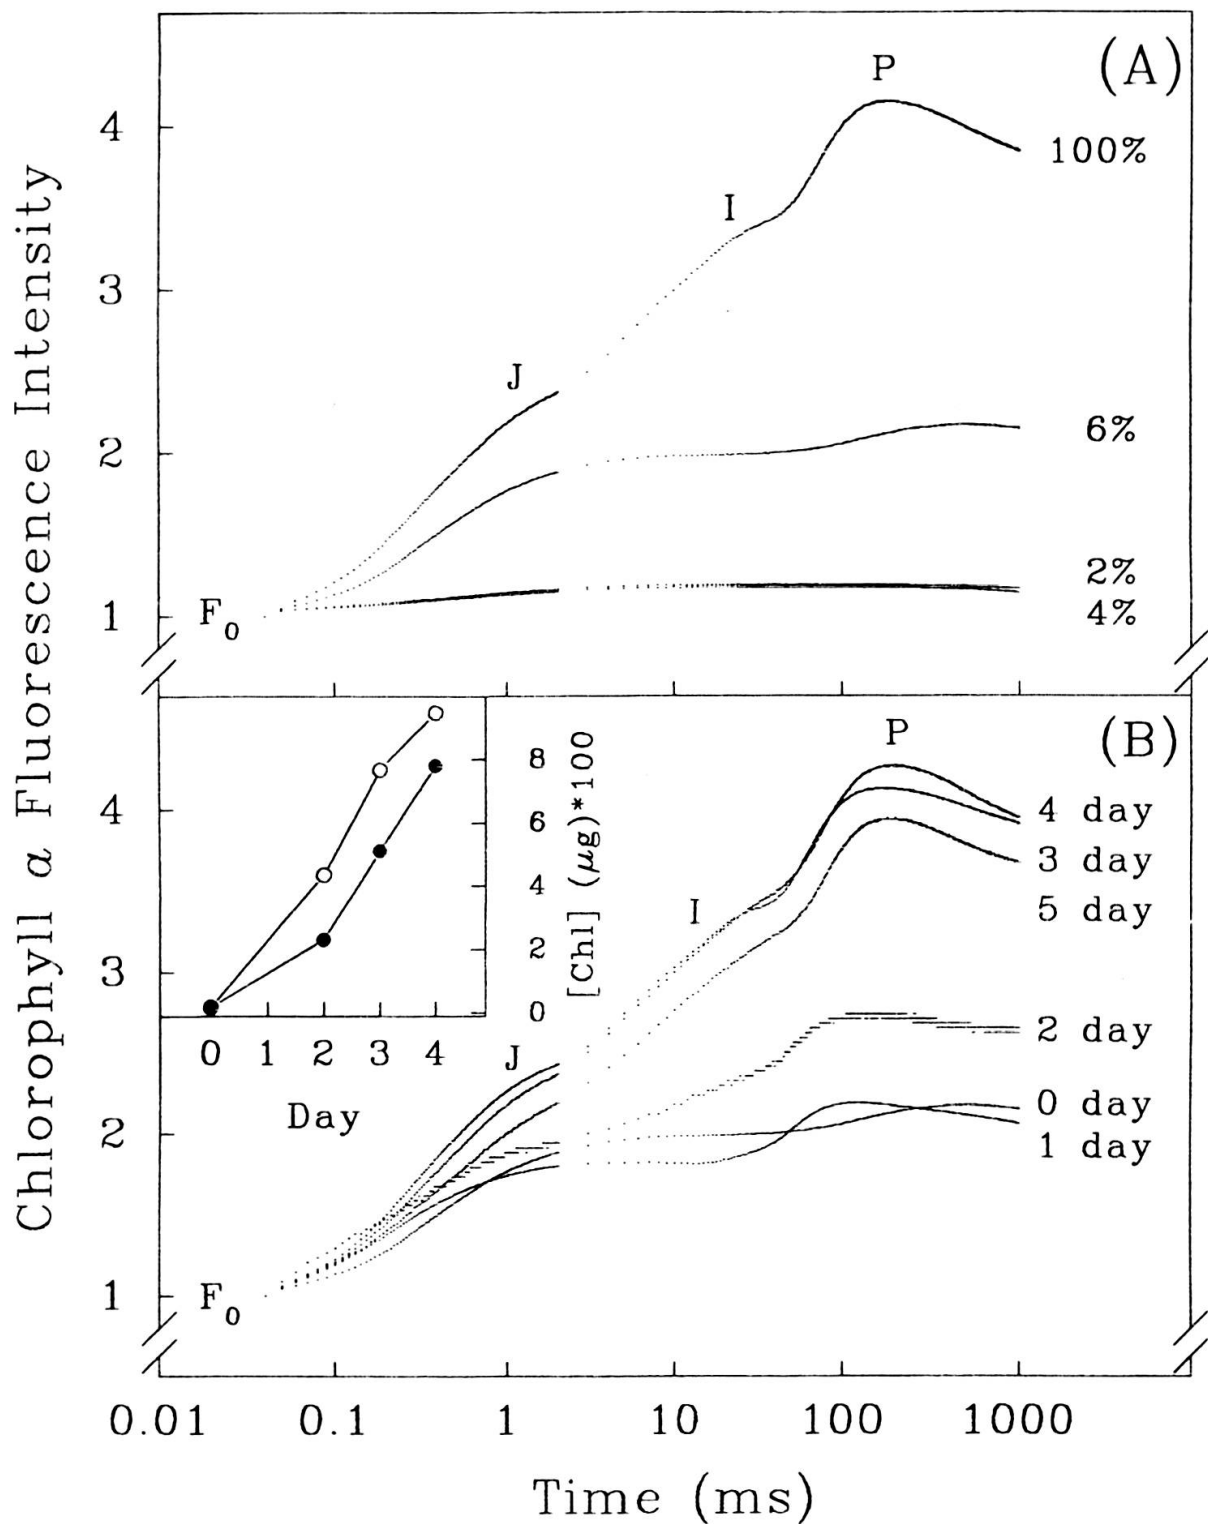 Chlorophyll a Fluorescence Intensity
(A)
P
4
100%
I
3
J
6%
2
2%
F0
1
4%
(B)
P
8
[Chl] (μg)*100
4
4 day
6
3 day
4
I
5 day
2
3
0
2 day
0 1 2 3 4
J
Day
0 day
2
1 day
1
F0
0.01 0.1 1 10 100 1000
Time (ms)